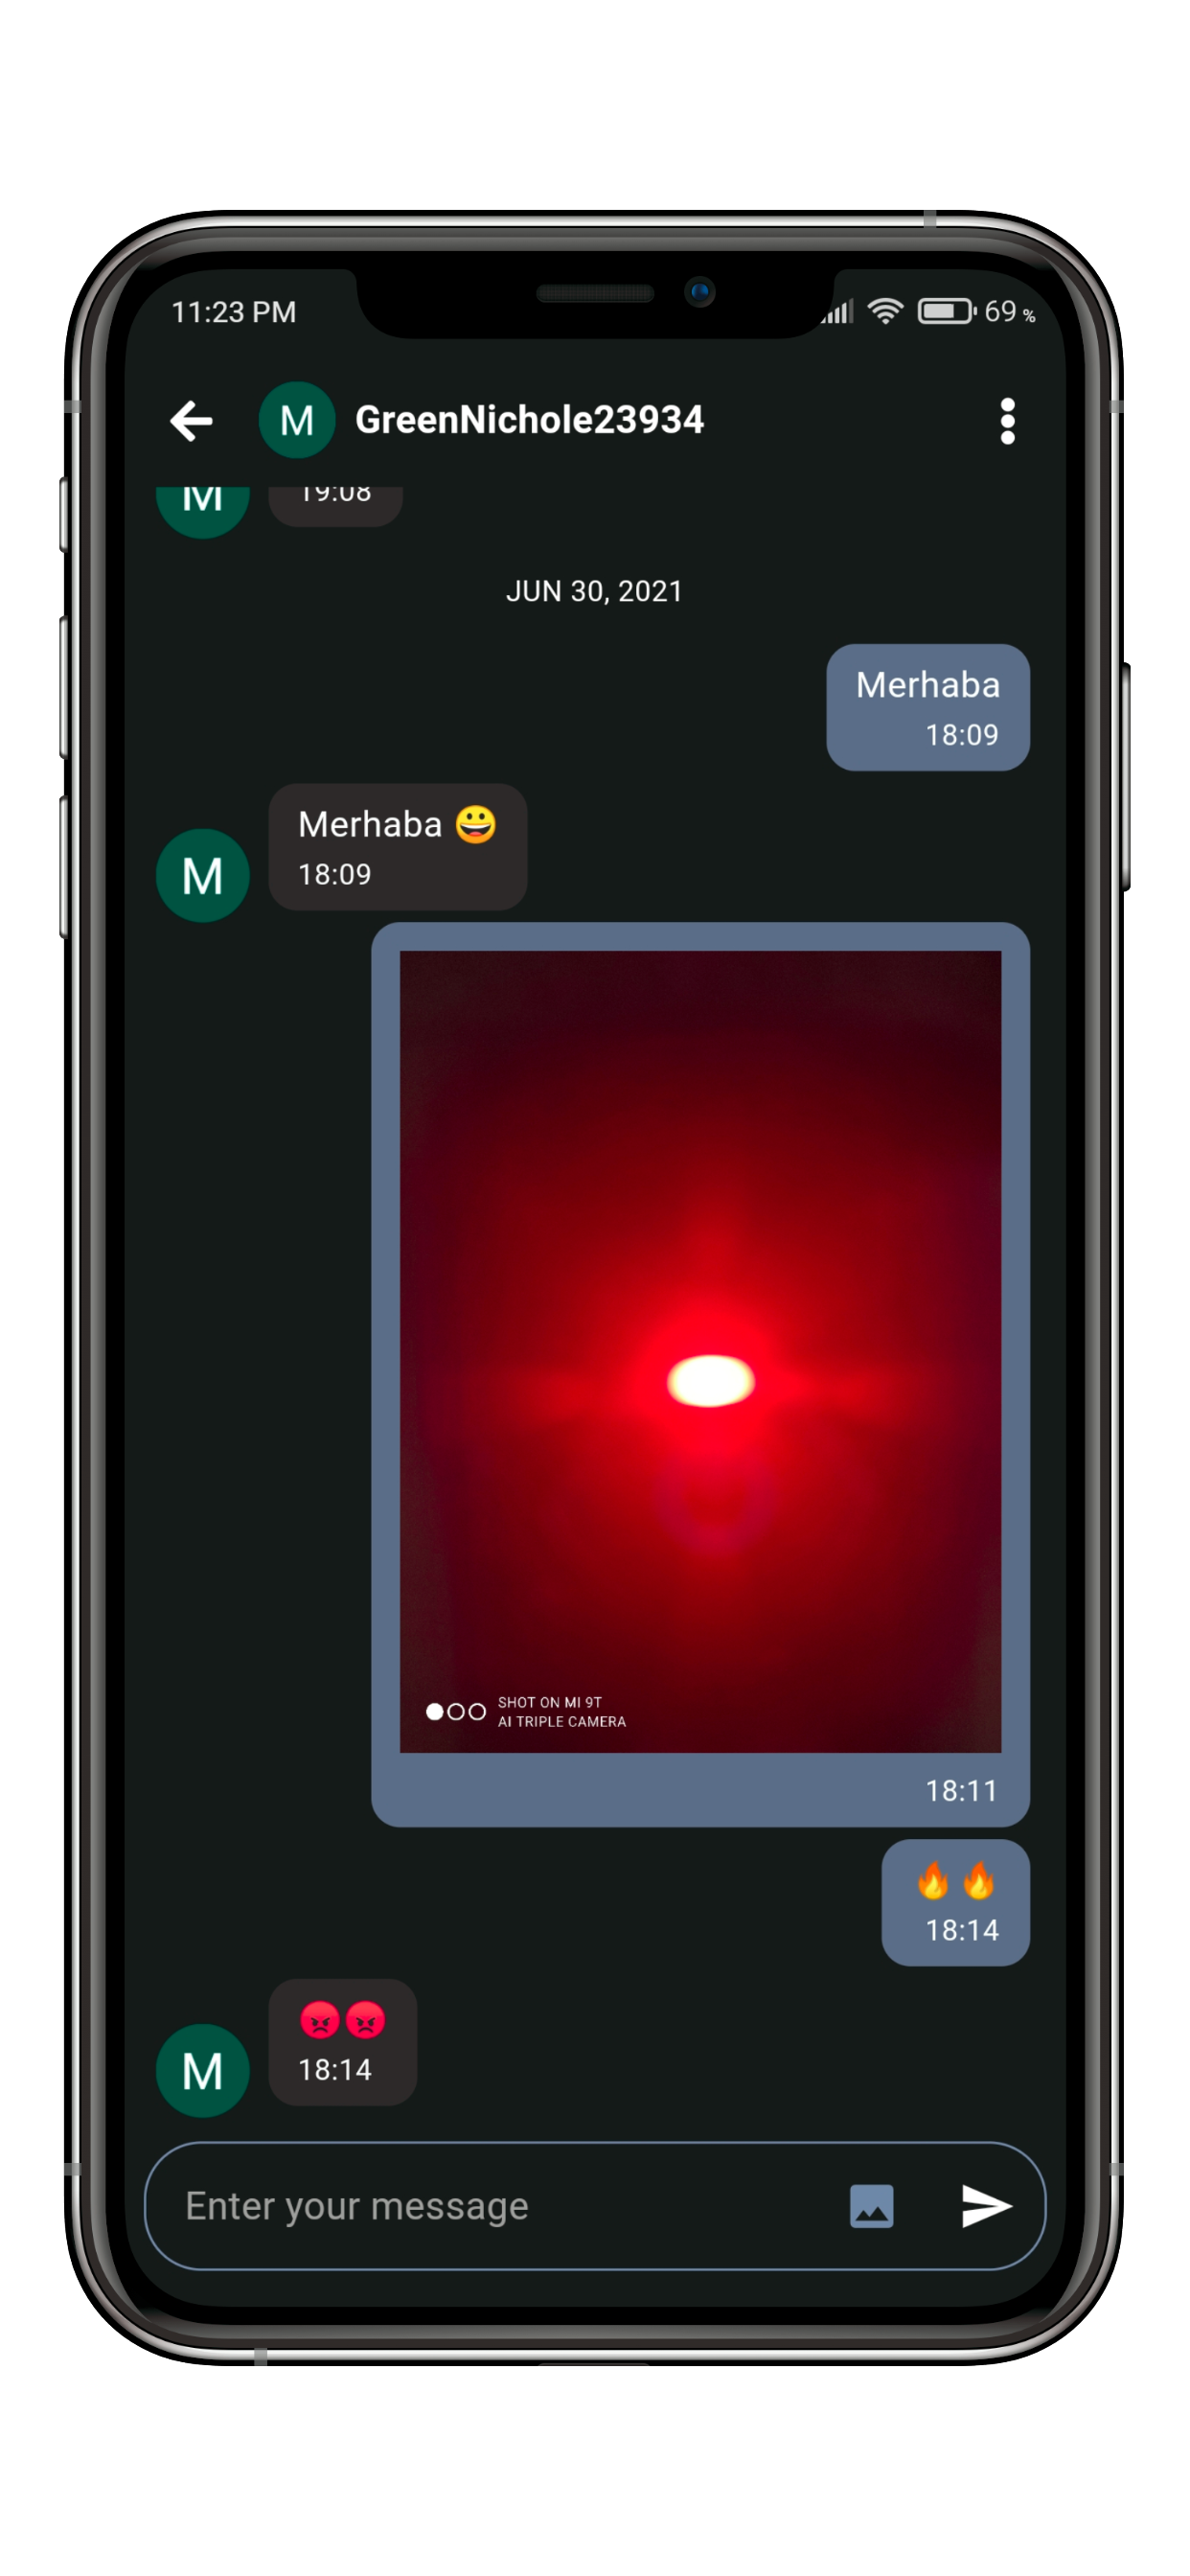 11:23 PM
69 %
M GreenNichole23934
M 19:08
JUN 30, 2021
Merhaba
18:09
Merhaba 😀
M 18:09
SHOT ON MI 9T
AI TRIPLE CAMERA
18:11
🔥🔥
18:14
😡😡
M 18:14
Enter your message